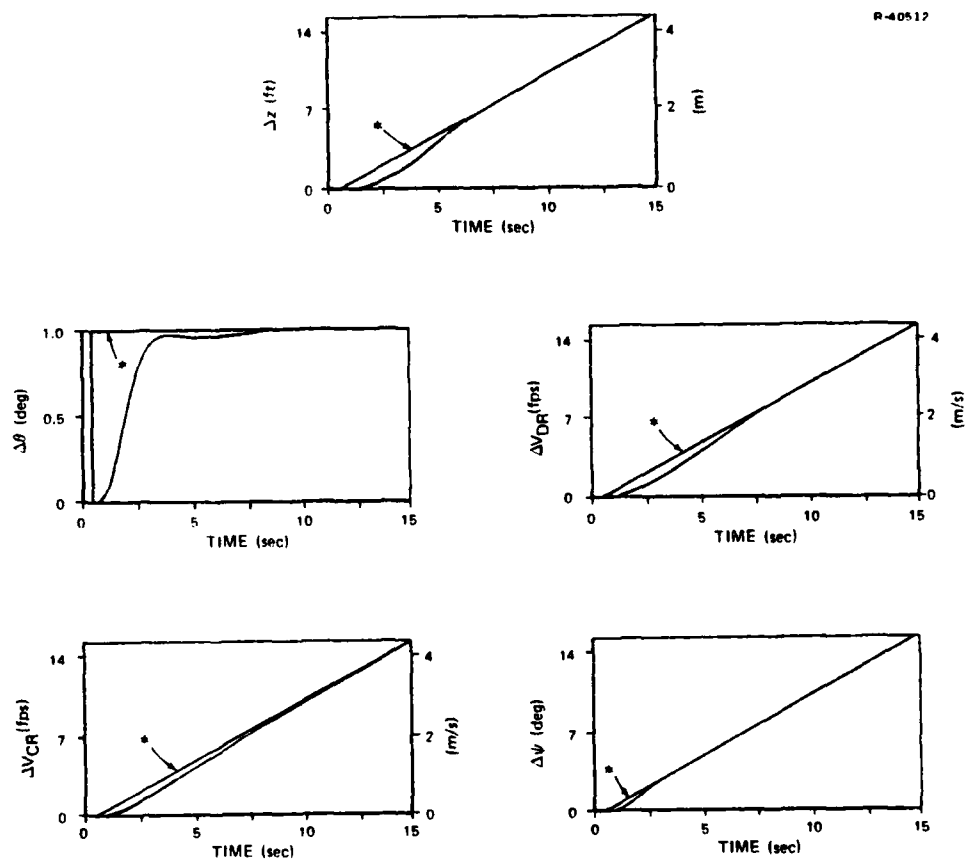 R-40512
14
7
0
Δz (ft)
*
4
2
0
(m)
0 5 10 15
TIME (sec)
1.0
0.5
0
Δθ (deg)
*
0 5 10 15
TIME (sec)
14
7
0
ΔV_DR (fps)
*
4
2
0
(m/s)
0 5 10 15
TIME (sec)
14
7
0
ΔV_CR (fps)
*
4
2
0
(m/s)
0 5 10 15
TIME (sec)
14
7
0
Δψ (deg)
*
0 5 10 15
TIME (sec)